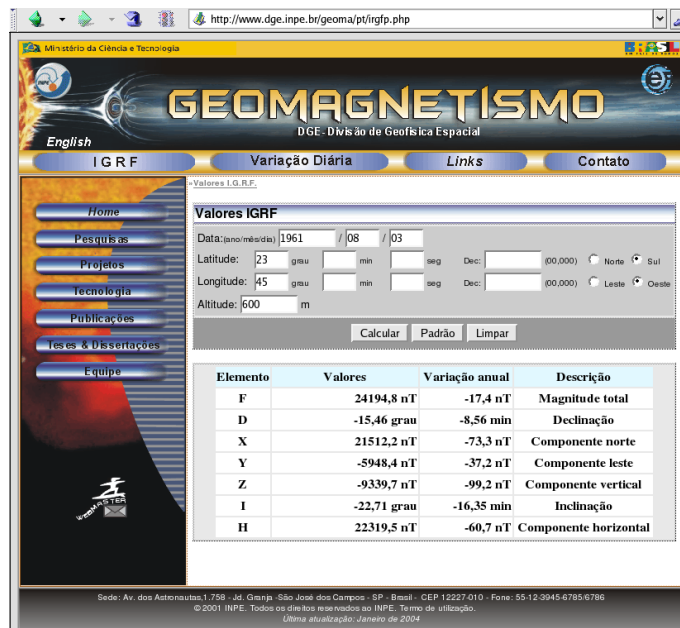 http://www.dge.inpe.br/geoma/pt/irgfp.php
Ministério da Ciência e Tecnologia
BRASIL
INPE
GEOMAGNETISMO
DGE-Divisão de Geofísica Espacial
English
IGRF Variação Diária Links Contato
»Valores I.G.R.F.
Home
Pesquisas
Projetos
Tecnologia
Publicações
Teses & Dissertações
Equipe
WEBMASTER
Valores IGRF
Data:(ano/mês/dia) 1961 / 08 / 03
Latitude: 23 grau min seg Dec: (00,000) Norte Sul
Longitude: 45 grau min seg Dec: (00,000) Leste Oeste
Altitude: 600 m
Calcular Padrão Limpar
Elemento Valores Variação anual Descrição
F 24194,8 nT -17,4 nT Magnitude total
D -15,46 grau -8,56 min Declinação
X 21512,2 nT -73,3 nT Componente norte
Y -5948,4 nT -37,2 nT Componente leste
Z -9339,7 nT -99,2 nT Componente vertical
I -22,71 grau -16,35 min Inclinação
H 22319,5 nT -60,7 nT Componente horizontal
Sede: Av. dos Astronautas,1.758 - Jd. Granja -São José dos Campos - SP - Brasil - CEP 12227-010 - Fone: 55-12-3945-6785/6786
©2001 INPE. Todos os direitos reservados ao INPE. Termo de utilização.
Última atualização: Janeiro de 2004